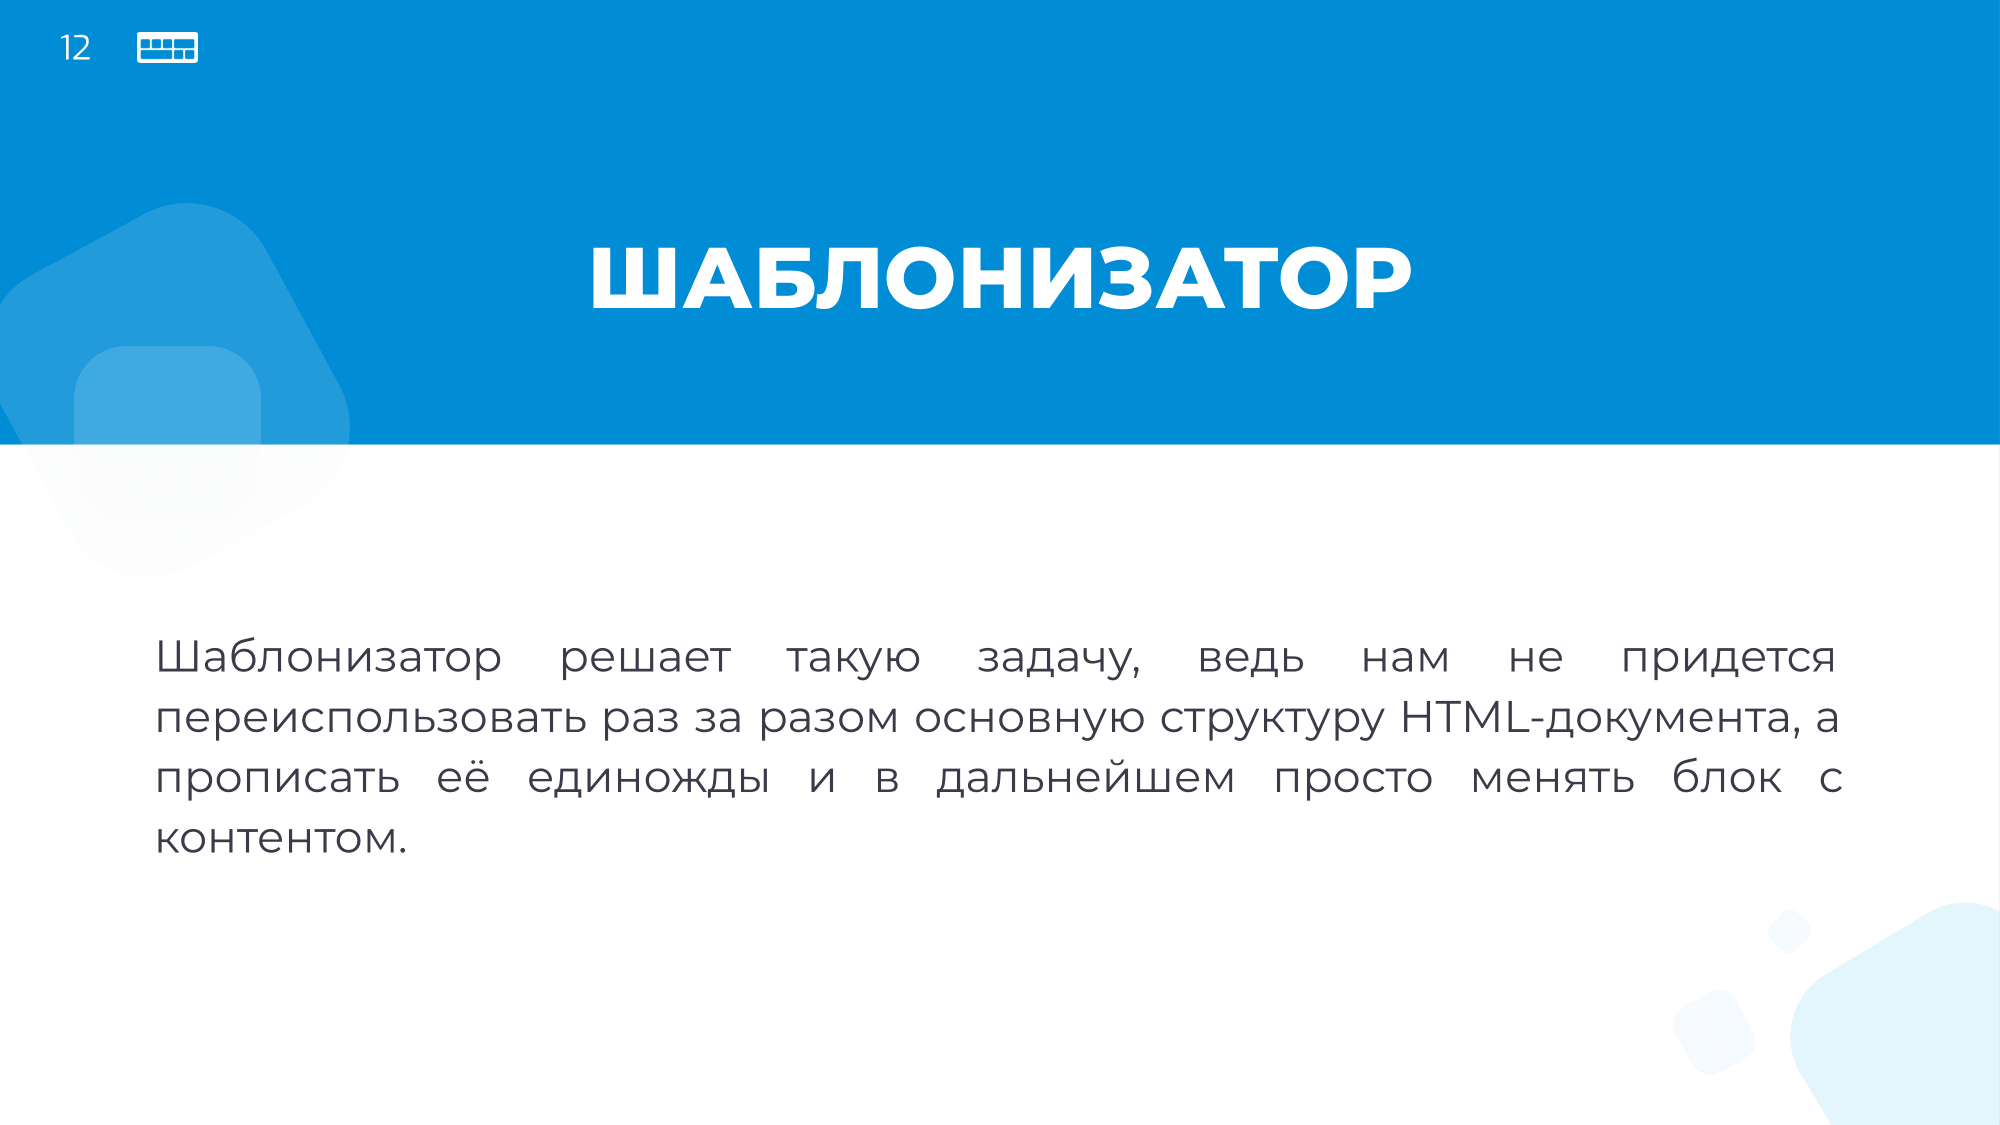 12
ШАБЛОНИЗАТОР
Шаблонизатор решает такую задачу, ведь нам не придется
переиспользовать раз за разом основную структуру HTML-документа, а
прописать её единожды и в дальнейшем просто менять блок с
контентом.